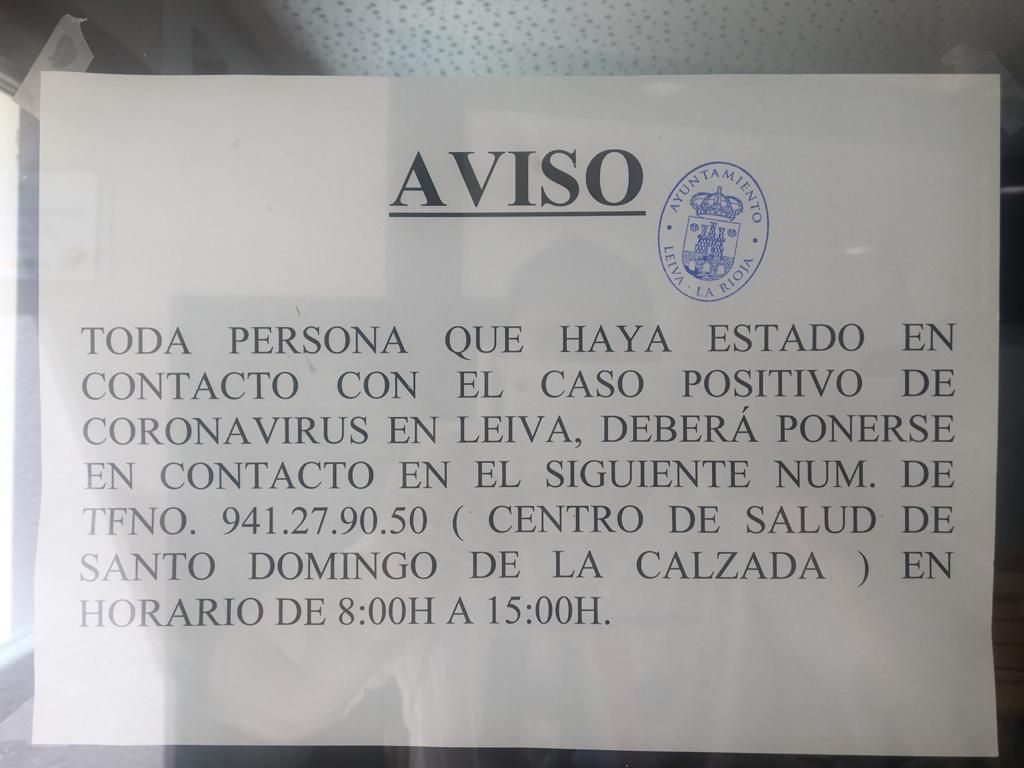 AVISO
AYUNTAMIENTO
LEIVA · LA RIOJA
TODA PERSONA QUE HAYA ESTADO EN
CONTACTO CON EL CASO POSITIVO DE
CORONAVIRUS EN LEIVA, DEBERÁ PONERSE
EN CONTACTO EN EL SIGUIENTE NUM. DE
TFNO. 941.27.90.50 ( CENTRO DE SALUD DE
SANTO DOMINGO DE LA CALZADA ) EN
HORARIO DE 8:00H A 15:00H.